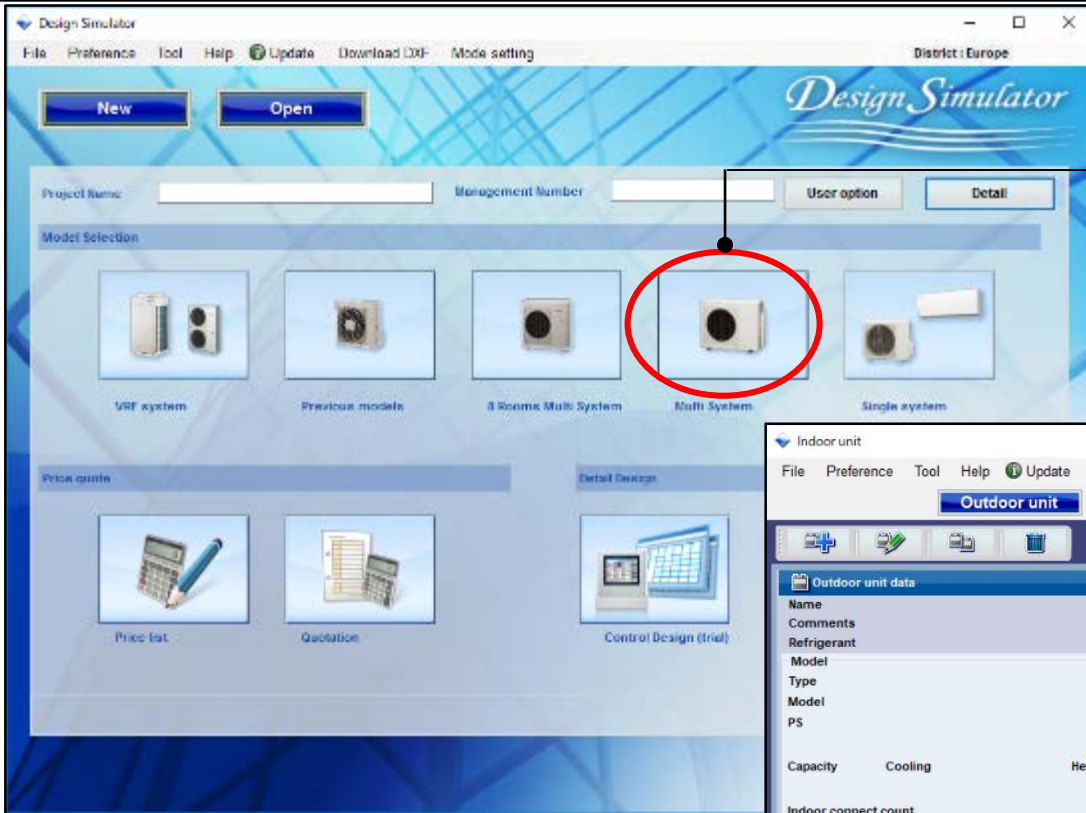 Design Simulator
File Preference Tool Help Update Download DXF Mode setting
District : Europe
New Open
Design Simulator
Project Name Management Number User option Detail
Model Selection
VRF system Previous models 8 Rooms Multi System Multi System Single system
Price quote Detail Design
Price list Quotation Control Design (trial)
Indoor unit
File Preference Tool Help Update
Outdoor unit
Outdoor unit data
Name
Comments
Refrigerant
Model
Type
Model
PS
Capacity Cooling He
Indoor connect count